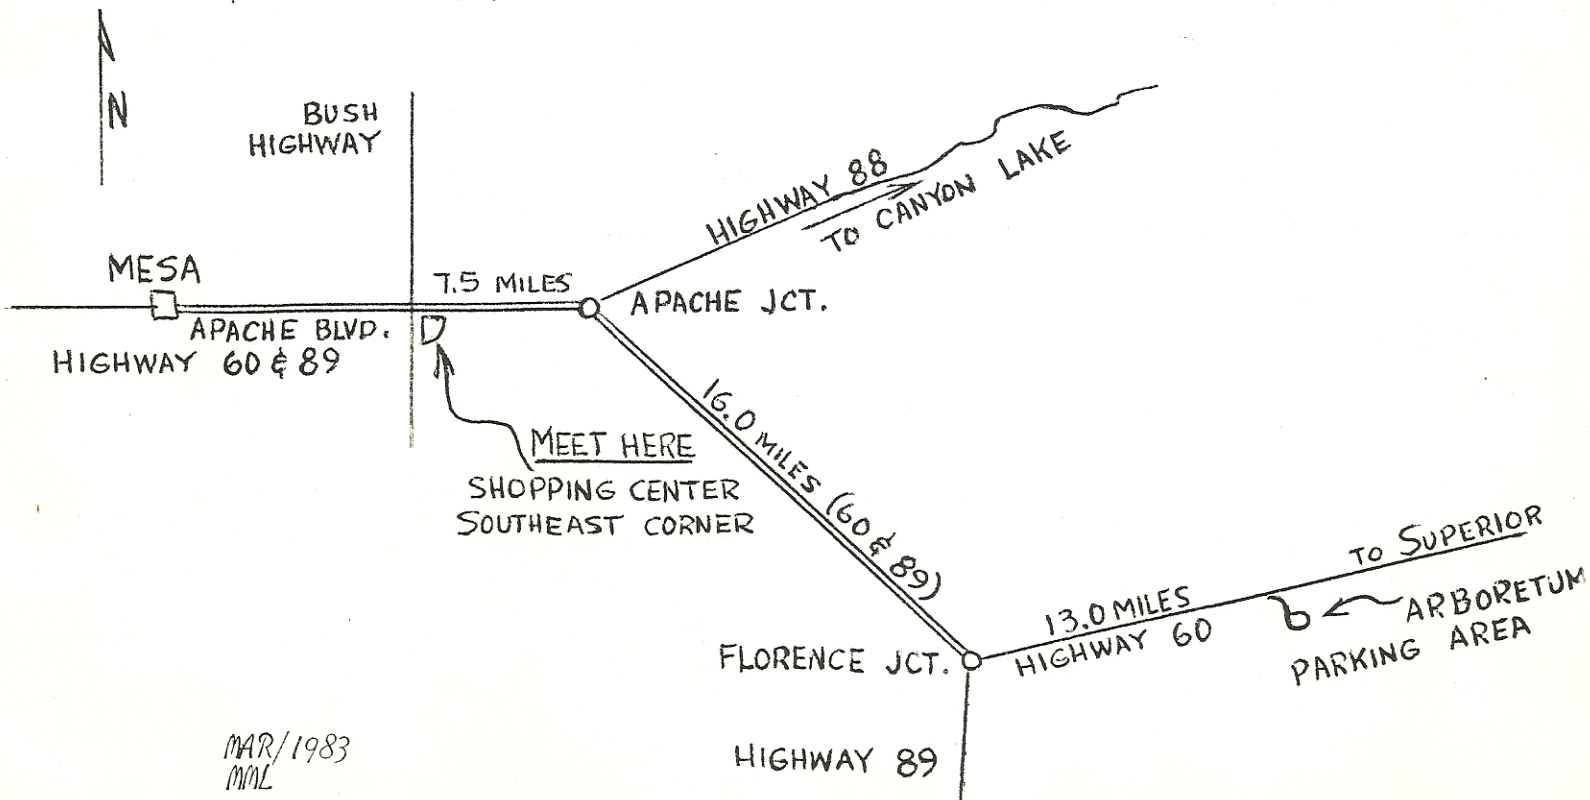 N
BUSH
HIGHWAY
HIGHWAY 88
TO CANYON LAKE
MESA
7.5 MILES
APACHE JCT.
APACHE BLVD.
HIGHWAY 60 & 89
16.0 MILES (60 & 89)
MEET HERE
SHOPPING CENTER
SOUTHEAST CORNER
TO SUPERIOR
13.0 MILES
HIGHWAY 60
ARBORETUM
PARKING AREA
FLORENCE JCT.
HIGHWAY 89
MAR/1983
MML